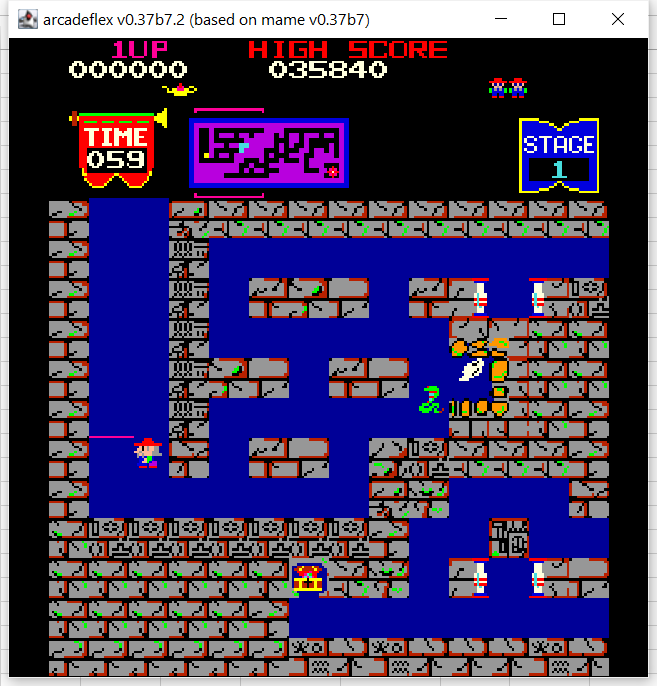 arcadeflex v0.37b7.2 (based on mame v0.37b7)
1UP HIGH SCORE
000000 035840
TIME
059
STAGE
1